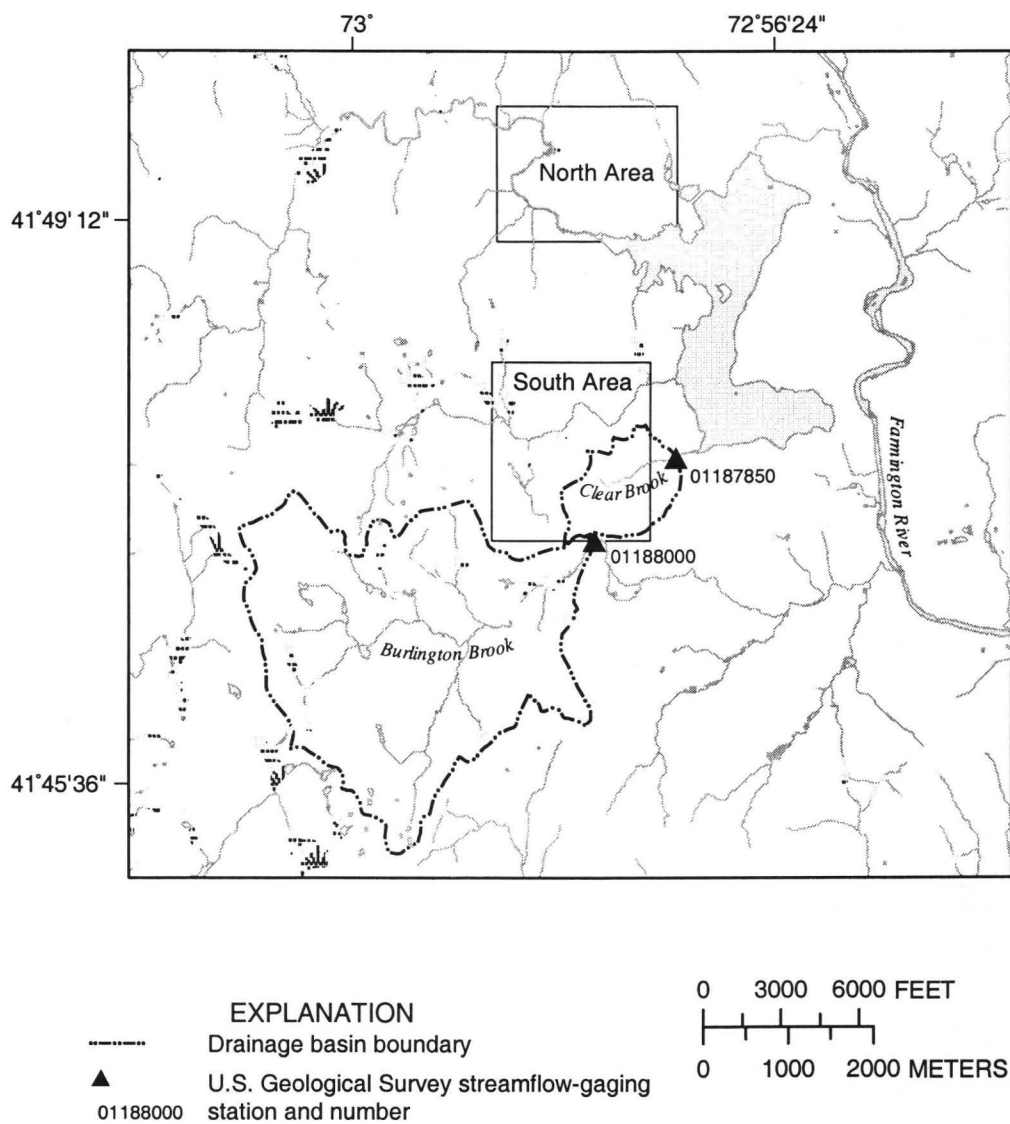 73° 72°56'24"
North Area
41°49'12"
South Area
Farmington River
Clear Brook
01187850
01188000
Burlington Brook
41°45'36"
EXPLANATION
Drainage basin boundary
U.S. Geological Survey streamflow-gaging
01188000 station and number
0 3000 6000 FEET
0 1000 2000 METERS